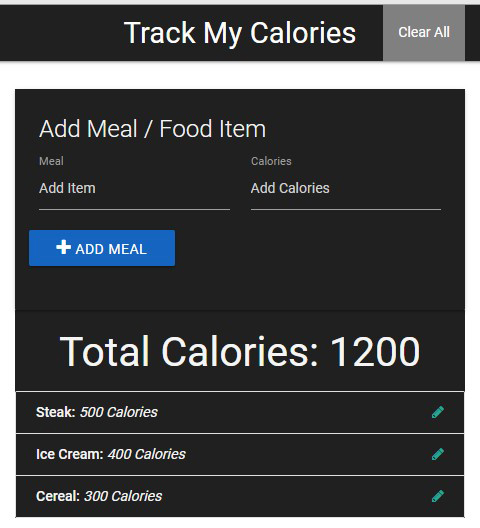 Track My Calories
Clear All
Add Meal / Food Item
Meal
Calories
Add Item
Add Calories
ADD MEAL
Total Calories: 1200
Steak: 500 Calories
Ice Cream: 400 Calories
Cereal: 300 Calories